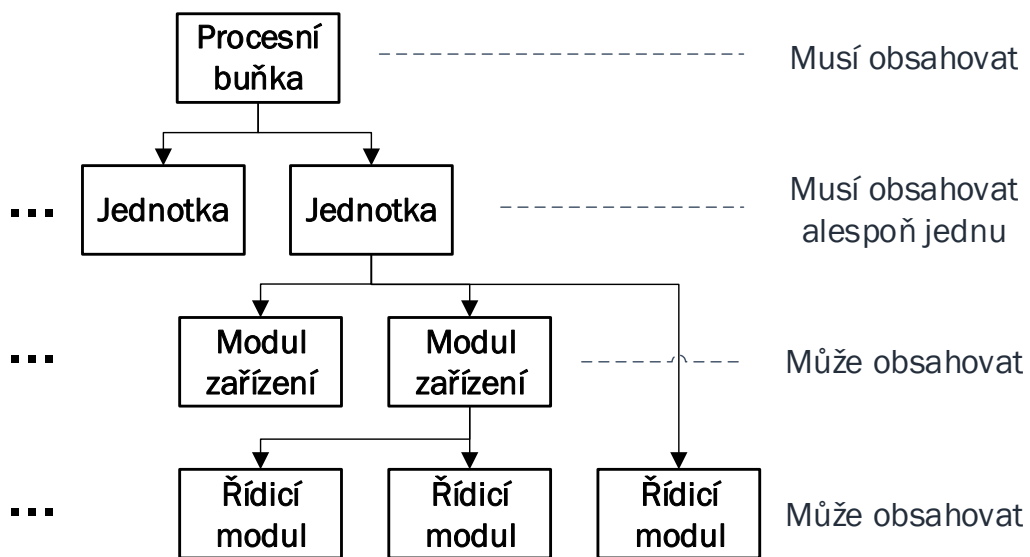 Procesní
buňka
Musí obsahovat
Jednotka
Jednotka
Musí obsahovat
alespoň jednu
Modul
zařízení
Modul
zařízení
Může obsahovat
Řídicí
modul
Řídicí
modul
Řídicí
modul
Může obsahovat